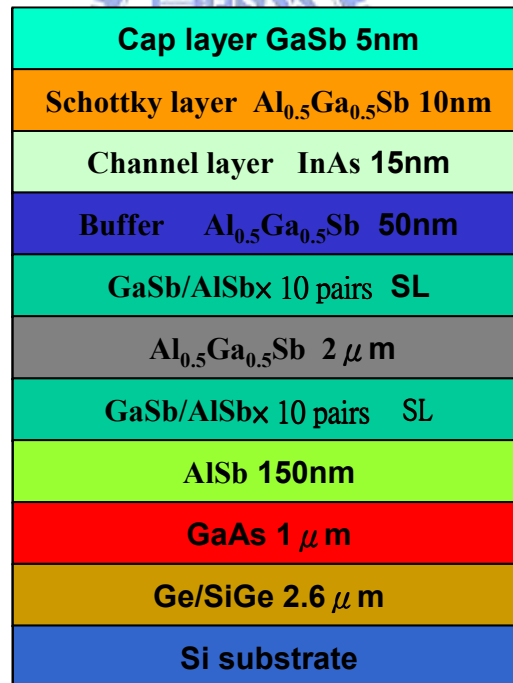 Cap layer GaSb 5nm
Schottky layer Al₀.₅Ga₀.₅Sb 10nm
Channel layer InAs 15nm
Buffer Al₀.₅Ga₀.₅Sb 50nm
GaSb/AlSb× 10 pairs SL
Al₀.₅Ga₀.₅Sb 2 μm
GaSb/AlSb× 10 pairs SL
AlSb 150nm
GaAs 1 μm
Ge/SiGe 2.6 μm
Si substrate